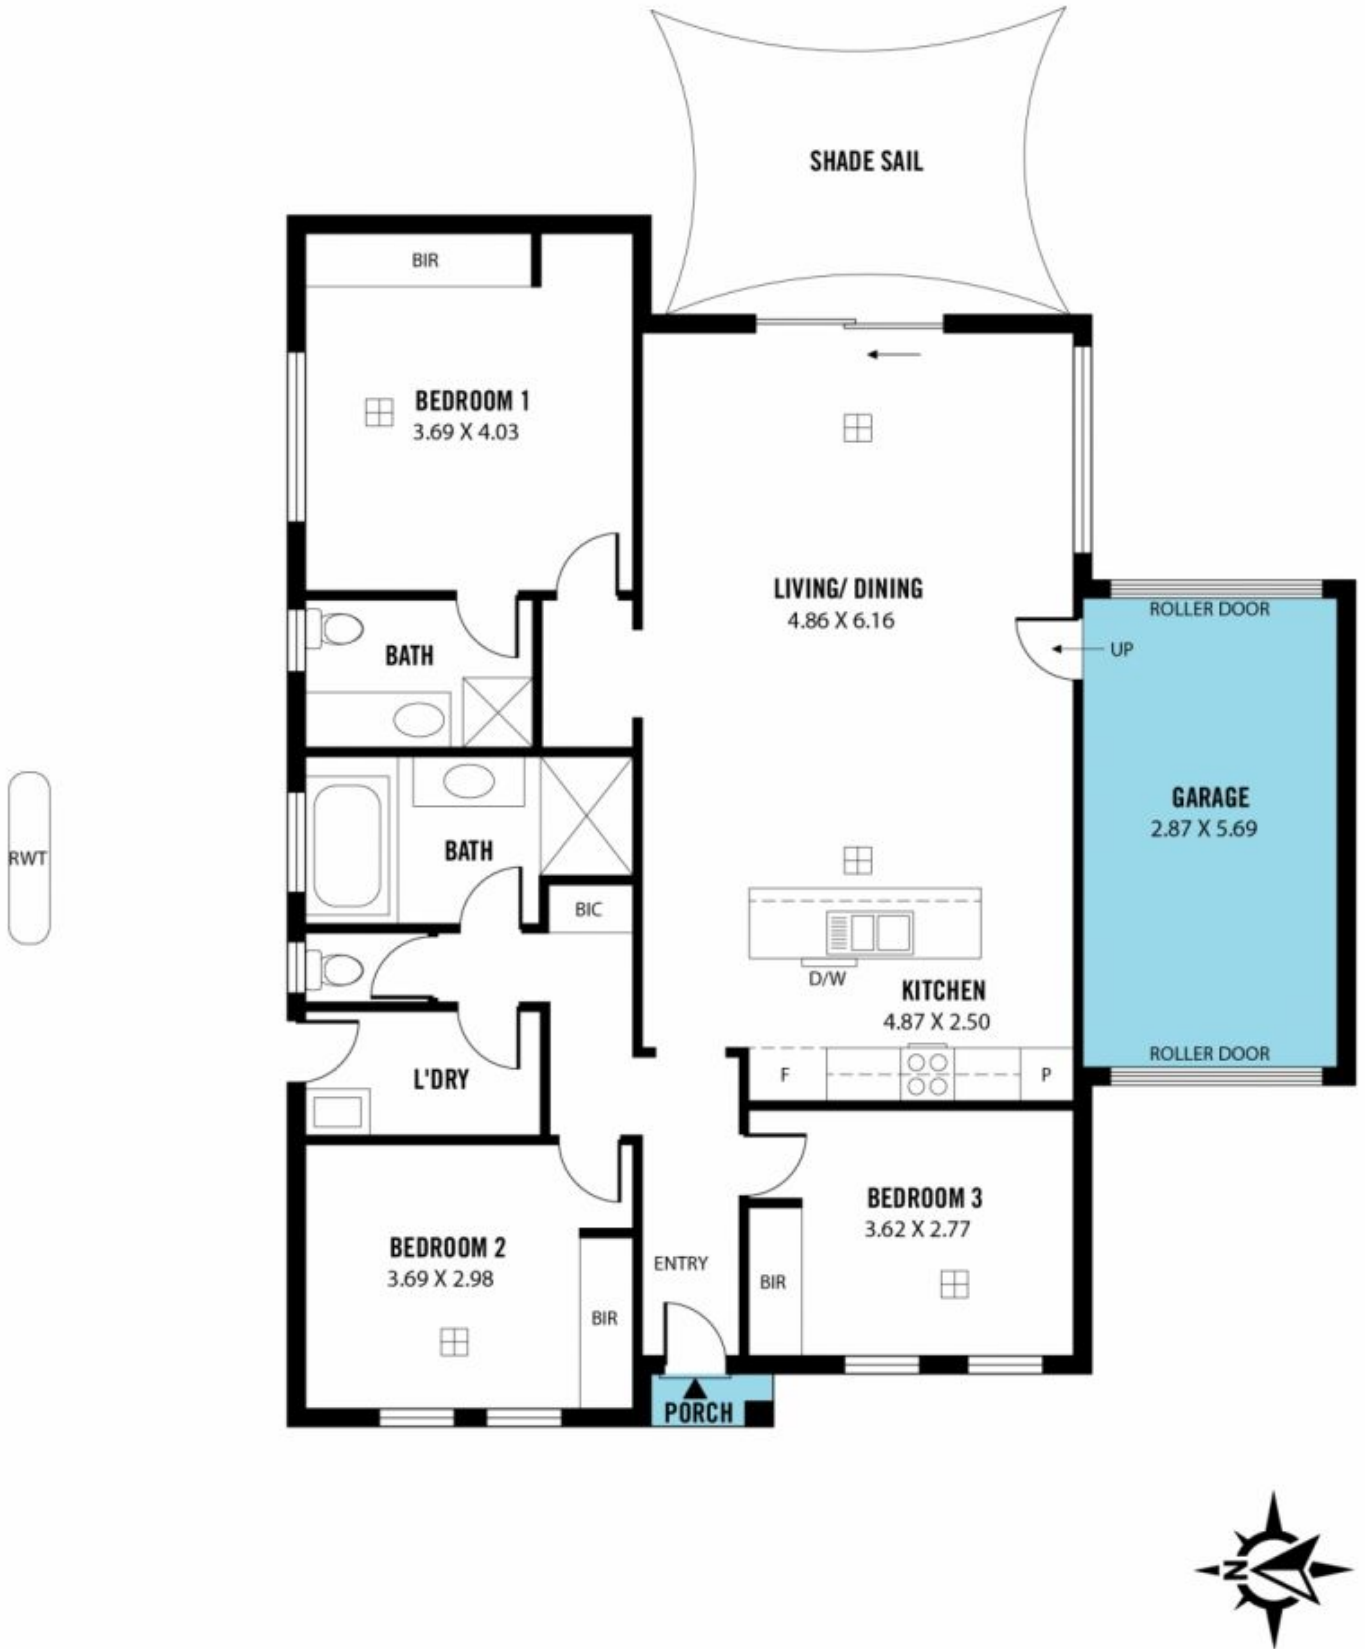 SHADE SAIL
BIR
BEDROOM 1
3.69 X 4.03
LIVING/ DINING
4.86 X 6.16
ROLLER DOOR
UP
BATH
GARAGE
2.87 X 5.69
RWT
BATH
BIC
D/W
KITCHEN
4.87 X 2.50
ROLLER DOOR
F
P
L'DRY
BEDROOM 3
3.62 X 2.77
BEDROOM 2
3.69 X 2.98
ENTRY
BIR
BIR
PORCH
N